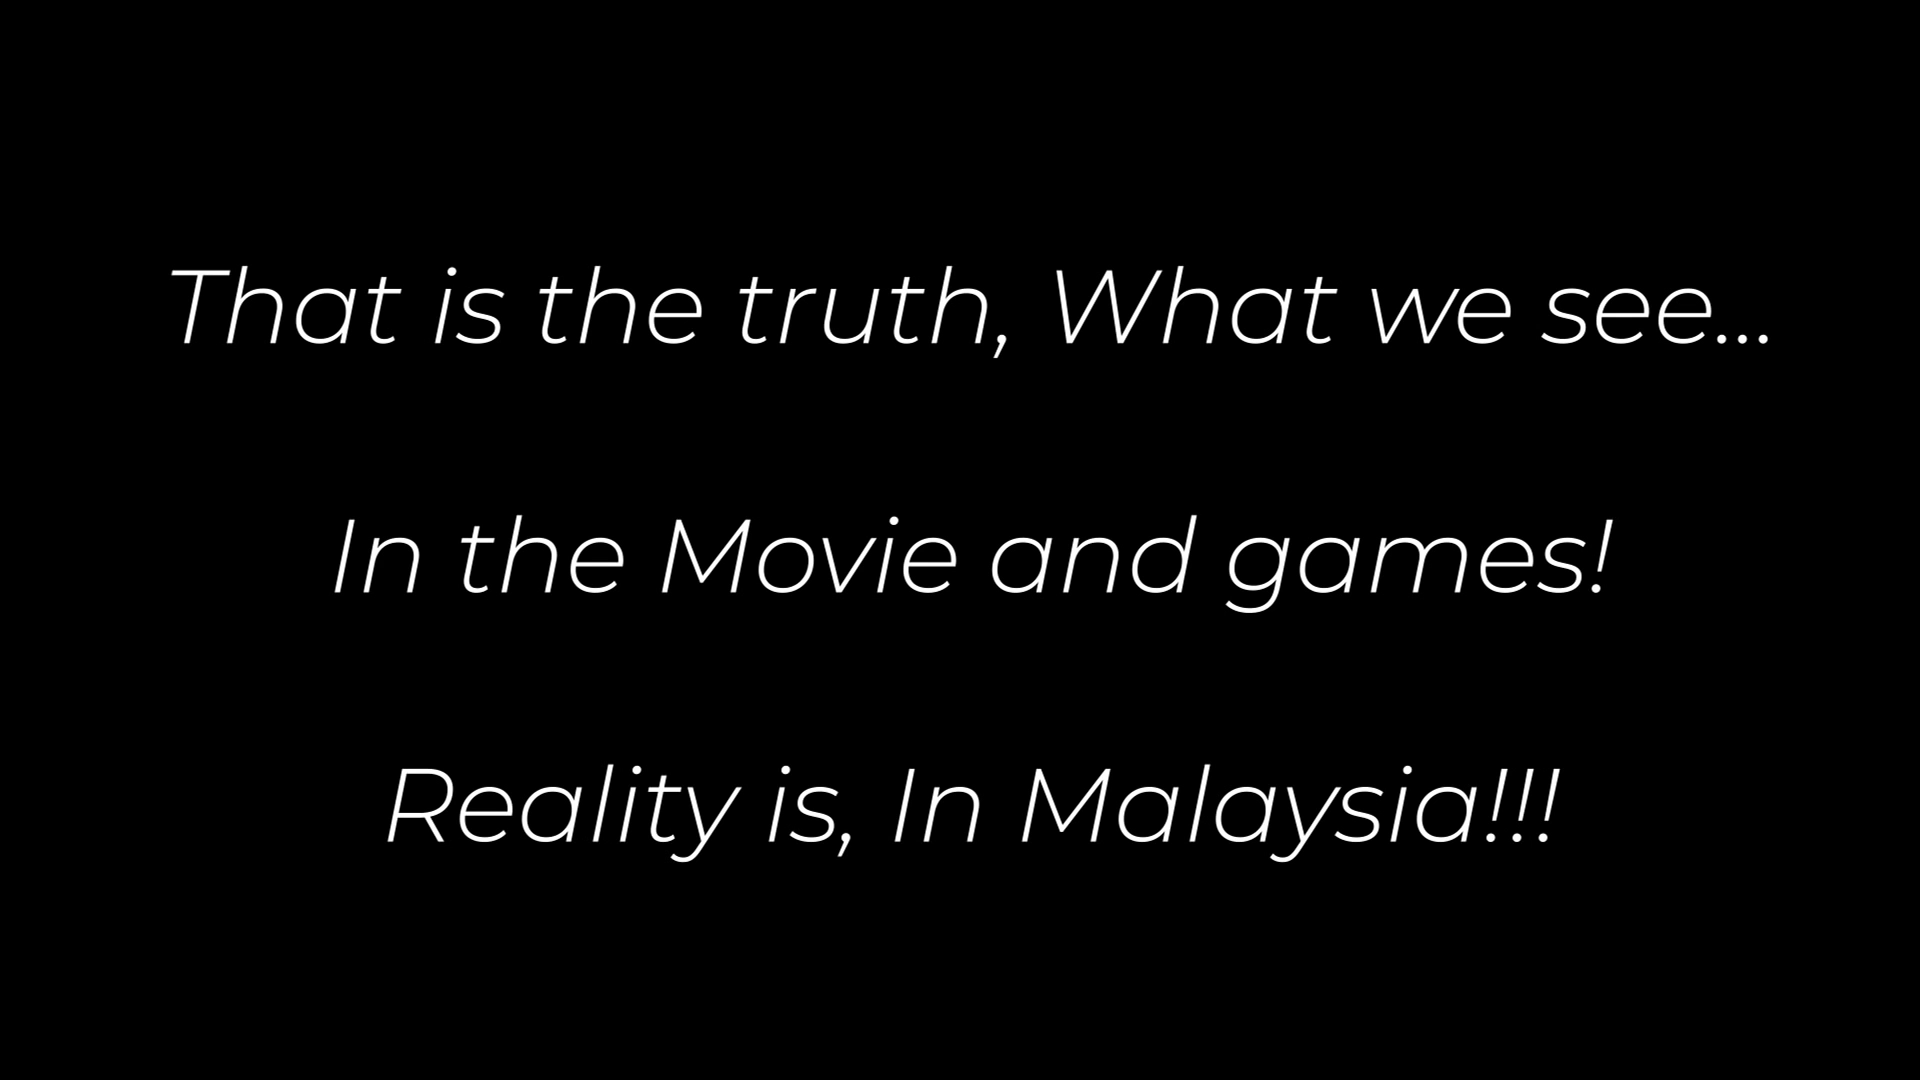 That is the truth, What we see...
In the Movie and games!
Reality is, In Malaysia!!!